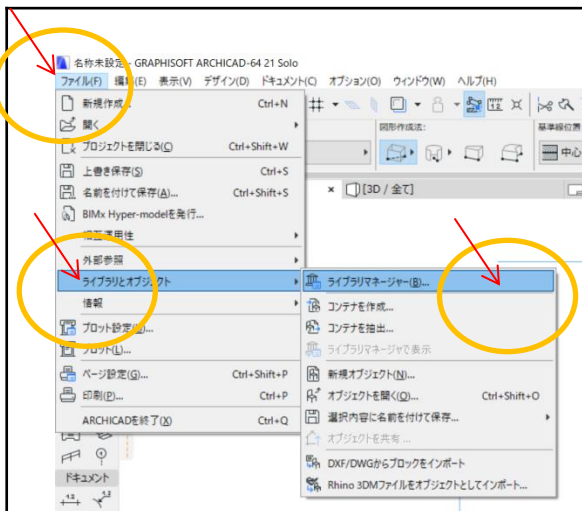 名称未設定 - GRAPHISOFT ARCHICAD-64 21 Solo
ファイル(F) 編集(E) 表示(V) デザイン(D) ドキュメント(C) オプション(O) ウィンドウ(W) ヘルプ(H)
新規作成... Ctrl+N
開く
プロジェクトを閉じる(C) Ctrl+Shift+W
上書き保存(S) Ctrl+S
名前を付けて保存(A)... Ctrl+Shift+S
BIMx Hyper-modelを発行...
相互運用性
外部参照
ライブラリとオブジェクト
情報
プロット設定(U)...
プロット(L)...
ページ設定(G)... Ctrl+Shift+P
印刷(P)... Ctrl+P
ARCHICADを終了(X) Ctrl+Q
図形作成法:
基準線位置
中心
[3D / 全て]
ライブラリマネージャー(B)...
コンテナを作成...
コンテナを抽出...
ライブラリマネージャで表示
新規オブジェクト(N)...
オブジェクトを開く(O)... Ctrl+Shift+O
選択内容に名前を付けて保存...
オブジェクトを共有 ...
DXF/DWGからブロックをインポート
Rhino 3DMファイルをオブジェクトとしてインポート...
ドキュメント
1.2